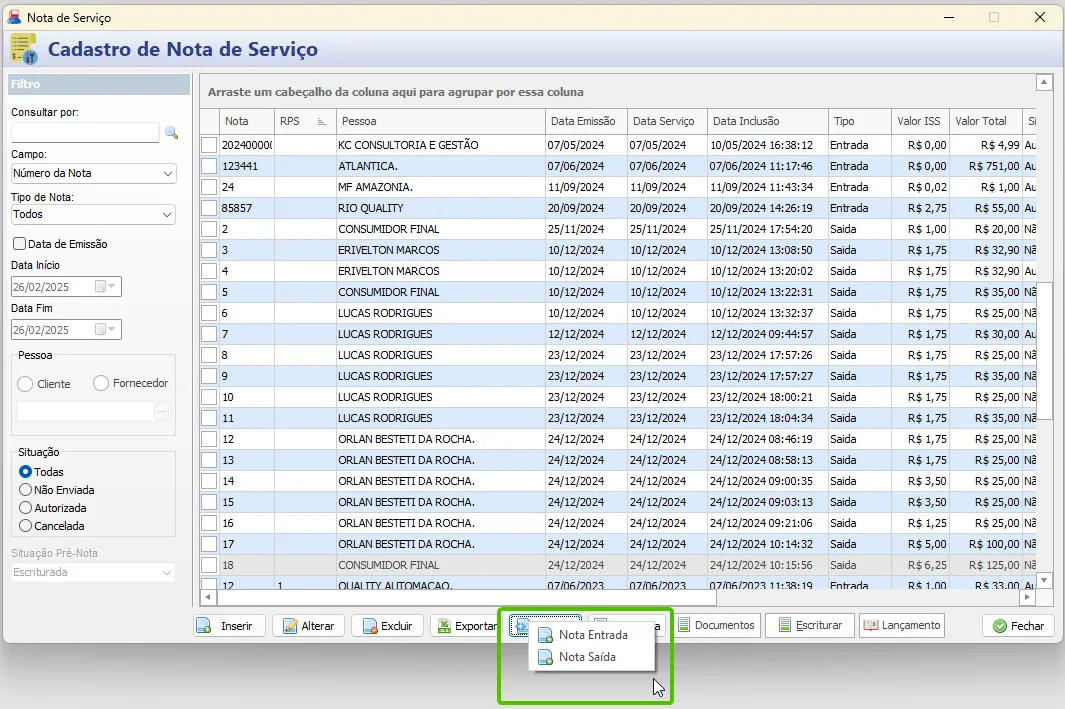 Nota de Serviço
Cadastro de Nota de Serviço
Filtro
Consultar por:
Campo:
Número da Nota
Tipo de Nota:
Todos
Data de Emissão
Data Início
26/02/2025
Data Fim
26/02/2025
Pessoa
Cliente Fornecedor
Situação
Todas
Não Enviada
Autorizada
Cancelada
Situação Pré-Nota
Escriturada
Arraste um cabeçalho da coluna aqui para agrupar por essa coluna
Nota RPS Pessoa Data Emissão Data Serviço Data Inclusão Tipo Valor ISS Valor Total Si
20240000 KC CONSULTORIA E GESTÃO 07/05/2024 07/05/2024 10/05/2024 16:38:12 Entrada R$ 0,00 R$ 4,99 Au
123441 ATLANTICA. 07/06/2024 07/06/2024 07/06/2024 11:17:46 Entrada R$ 0,00 R$ 751,00 Au
24 MF AMAZONIA. 11/09/2024 11/09/2024 11/09/2024 11:43:34 Entrada R$ 0,02 R$ 1,00 Au
85857 RIO QUALITY 20/09/2024 20/09/2024 20/09/2024 14:26:19 Entrada R$ 2,75 R$ 55,00 Au
2 CONSUMIDOR FINAL 25/11/2024 25/11/2024 25/11/2024 17:54:20 Saida R$ 1,00 R$ 20,00 Nã
3 ERIVELTON MARCOS 10/12/2024 10/12/2024 10/12/2024 13:08:50 Saida R$ 1,75 R$ 32,90 Nã
4 ERIVELTON MARCOS 10/12/2024 10/12/2024 10/12/2024 13:20:02 Saida R$ 1,75 R$ 32,90 Au
5 CONSUMIDOR FINAL 10/12/2024 10/12/2024 10/12/2024 13:22:31 Saida R$ 1,75 R$ 35,00 Nã
6 LUCAS RODRIGUES 10/12/2024 10/12/2024 10/12/2024 13:32:37 Saida R$ 1,75 R$ 25,00 Nã
7 LUCAS RODRIGUES 12/12/2024 12/12/2024 12/12/2024 09:44:57 Saida R$ 1,75 R$ 30,00 Au
8 LUCAS RODRIGUES 23/12/2024 23/12/2024 23/12/2024 17:57:26 Saida R$ 1,75 R$ 25,00 Nã
9 LUCAS RODRIGUES 23/12/2024 23/12/2024 23/12/2024 17:57:27 Saida R$ 1,75 R$ 35,00 Nã
10 LUCAS RODRIGUES 23/12/2024 23/12/2024 23/12/2024 18:00:21 Saida R$ 1,75 R$ 25,00 Nã
11 LUCAS RODRIGUES 23/12/2024 23/12/2024 23/12/2024 18:04:34 Saida R$ 1,75 R$ 35,00 Nã
12 ORLAN BESTETI DA ROCHA. 24/12/2024 24/12/2024 24/12/2024 08:46:19 Saida R$ 1,75 R$ 25,00 Nã
13 ORLAN BESTETI DA ROCHA. 24/12/2024 24/12/2024 24/12/2024 08:58:13 Saida R$ 1,75 R$ 25,00 Nã
14 ORLAN BESTETI DA ROCHA. 24/12/2024 24/12/2024 24/12/2024 09:00:35 Saida R$ 3,50 R$ 25,00 Nã
15 ORLAN BESTETI DA ROCHA. 24/12/2024 24/12/2024 24/12/2024 09:03:13 Saida R$ 3,50 R$ 25,00 Nã
16 ORLAN BESTETI DA ROCHA. 24/12/2024 24/12/2024 24/12/2024 09:21:06 Saida R$ 1,25 R$ 25,00 Nã
17 ORLAN BESTETI DA ROCHA. 24/12/2024 24/12/2024 24/12/2024 10:14:32 Saida R$ 5,00 R$ 100,00 Nã
18 CONSUMIDOR FINAL 24/12/2024 24/12/2024 24/12/2024 10:15:56 Saida R$ 6,25 R$ 125,00 Nã
12 1 QUALITY AUTOMACAO. 07/06/2023 07/06/2023 07/06/2023 11:38:19 Entrada R$ 1,00 R$ 33,00 Au
Inserir Alterar Excluir Exportar Documentos Escriturar Lançamento Fechar
Nota Entrada
Nota Saída